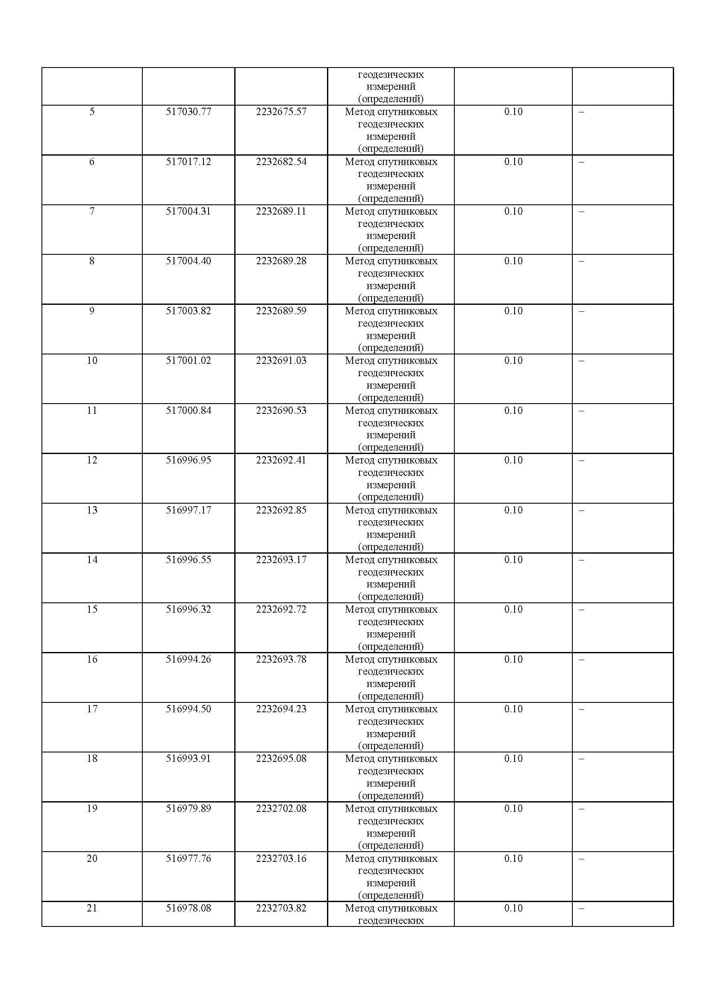 геодезических
измерений
(определений)
5 517030.77 2232675.57 Метод спутниковых 0.10 –
геодезических
измерений
(определений)
6 517017.12 2232682.54 Метод спутниковых 0.10 –
геодезических
измерений
(определений)
7 517004.31 2232689.11 Метод спутниковых 0.10 –
геодезических
измерений
(определений)
8 517004.40 2232689.28 Метод спутниковых 0.10 –
геодезических
измерений
(определений)
9 517003.82 2232689.59 Метод спутниковых 0.10 –
геодезических
измерений
(определений)
10 517001.02 2232691.03 Метод спутниковых 0.10 –
геодезических
измерений
(определений)
11 517000.84 2232690.53 Метод спутниковых 0.10 –
геодезических
измерений
(определений)
12 516996.95 2232692.41 Метод спутниковых 0.10 –
геодезических
измерений
(определений)
13 516997.17 2232692.85 Метод спутниковых 0.10 –
геодезических
измерений
(определений)
14 516996.55 2232693.17 Метод спутниковых 0.10 –
геодезических
измерений
(определений)
15 516996.32 2232692.72 Метод спутниковых 0.10 –
геодезических
измерений
(определений)
16 516994.26 2232693.78 Метод спутниковых 0.10 –
геодезических
измерений
(определений)
17 516994.50 2232694.23 Метод спутниковых 0.10 –
геодезических
измерений
(определений)
18 516993.91 2232695.08 Метод спутниковых 0.10 –
геодезических
измерений
(определений)
19 516979.89 2232702.08 Метод спутниковых 0.10 –
геодезических
измерений
(определений)
20 516977.76 2232703.16 Метод спутниковых 0.10 –
геодезических
измерений
(определений)
21 516978.08 2232703.82 Метод спутниковых 0.10 –
геодезических